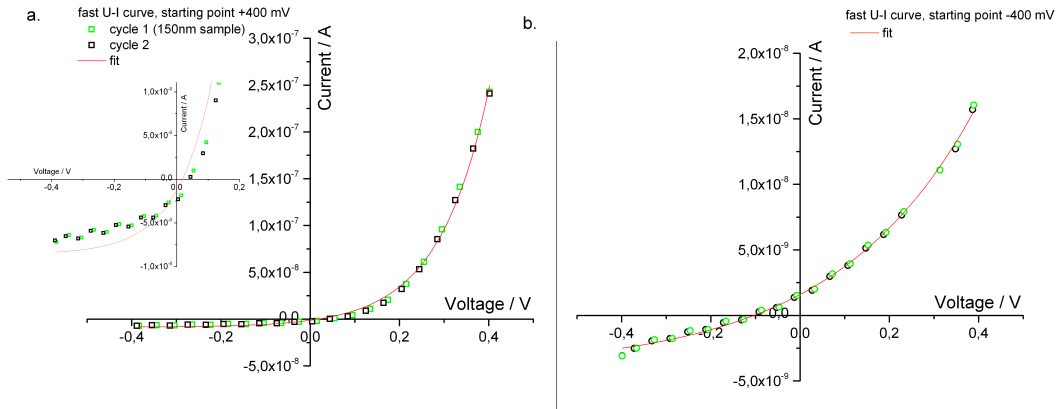 a.
fast U-I curve, starting point +400 mV
cycle 1 (150nm sample)
cycle 2
fit
3,0x10⁻⁷
2,5x10⁻⁷
2,0x10⁻⁷
1,5x10⁻⁷
1,0x10⁻⁷
5,0x10⁻⁸
0,0
-5,0x10⁻⁸
Current / A
Voltage / V
-0,4 -0,2 0,0 0,2 0,4
1,0x10⁻⁸
5,0x10⁻⁹
0,0
-5,0x10⁻⁹
-1,0x10⁻⁸
Current / A
Voltage / V
-0,4 -0,2 0,0 0,2
b.
fast U-I curve, starting point -400 mV
fit
2,0x10⁻⁸
1,5x10⁻⁸
1,0x10⁻⁸
5,0x10⁻⁹
0,0
-5,0x10⁻⁹
Current / A
Voltage / V
-0,4 -0,2 0,0 0,2 0,4